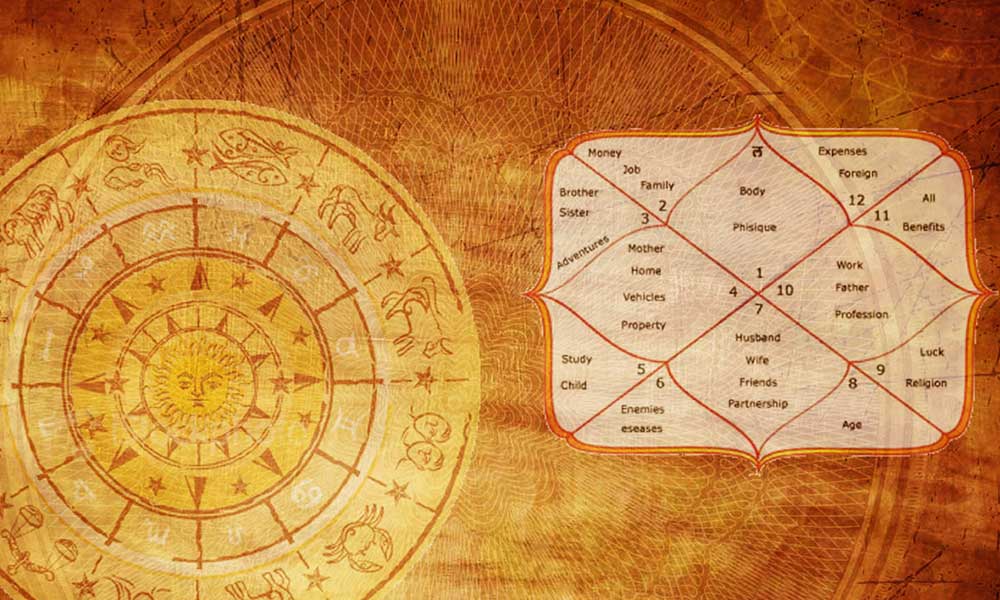 ल
Money
Job
Family
Brother
Sister
2
3
Body
Phisique
1
Expenses
Foreign
12
11
All
Benefits
Adventures
Mother
Home
Vehicles
Property
4
10
7
Work
Father
Profession
Husband
Wife
Friends
Partnership
Study
Child
5
6
Enemies
eseases
Luck
Religion
9
8
Age